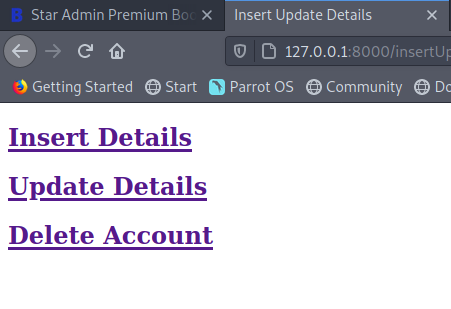 B Star Admin Premium Boo
Insert Update Details
127.0.0.1:8000/insertUp
Getting Started Start Parrot OS Community Do
Insert Details
Update Details
Delete Account